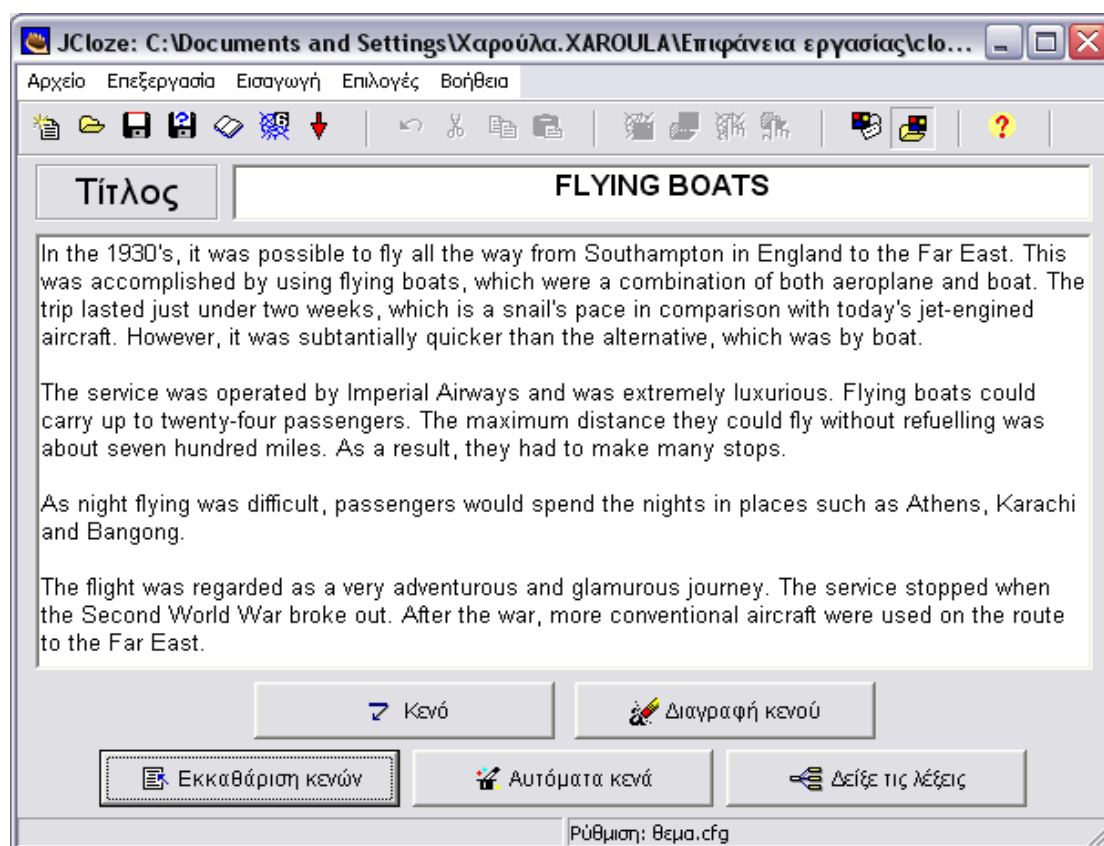 JCloze: C:\Documents and Settings\Χαρούλα.XAROULA\Επιφάνεια εργασίας\clo...
Αρχείο Επεξεργασία Εισαγωγή Επιλογές Βοήθεια
Τίτλος
FLYING BOATS
In the 1930's, it was possible to fly all the way from Southampton in England to the Far East. This
was accomplished by using flying boats, which were a combination of both aeroplane and boat. The
trip lasted just under two weeks, which is a snail's pace in comparison with today's jet-engined
aircraft. However, it was subtantially quicker than the alternative, which was by boat.
The service was operated by Imperial Airways and was extremely luxurious. Flying boats could
carry up to twenty-four passengers. The maximum distance they could fly without refuelling was
about seven hundred miles. As a result, they had to make many stops.
As night flying was difficult, passengers would spend the nights in places such as Athens, Karachi
and Bangong.
The flight was regarded as a very adventurous and glamurous journey. The service stopped when
the Second World War broke out. After the war, more conventional aircraft were used on the route
to the Far East.
Κενό
Διαγραφή κενού
Εκκαθάριση κενών
Αυτόματα κενά
Δείξε τις λέξεις
Ρύθμιση: θεμα.cfg